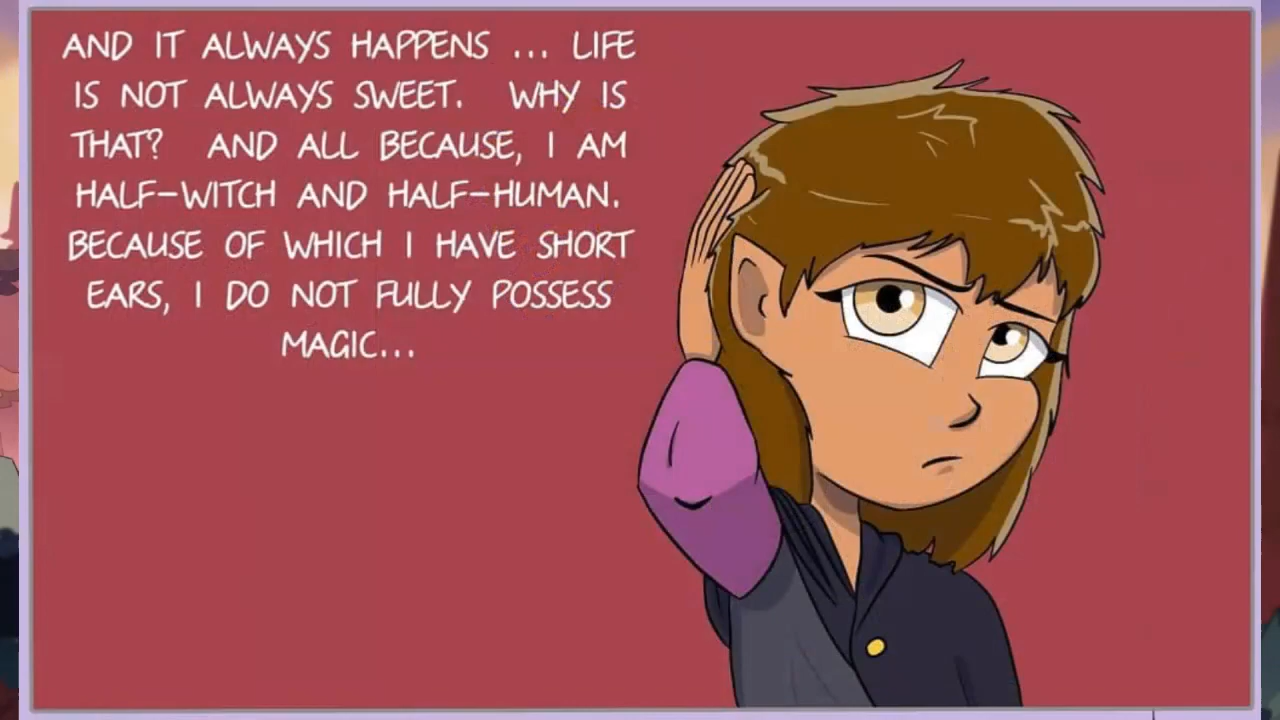 AND IT ALWAYS HAPPENS ... LIFE
IS NOT ALWAYS SWEET. WHY IS
THAT? AND ALL BECAUSE, I AM
HALF-WITCH AND HALF-HUMAN.
BECAUSE OF WHICH I HAVE SHORT
EARS, I DO NOT FULLY POSSESS
MAGIC...